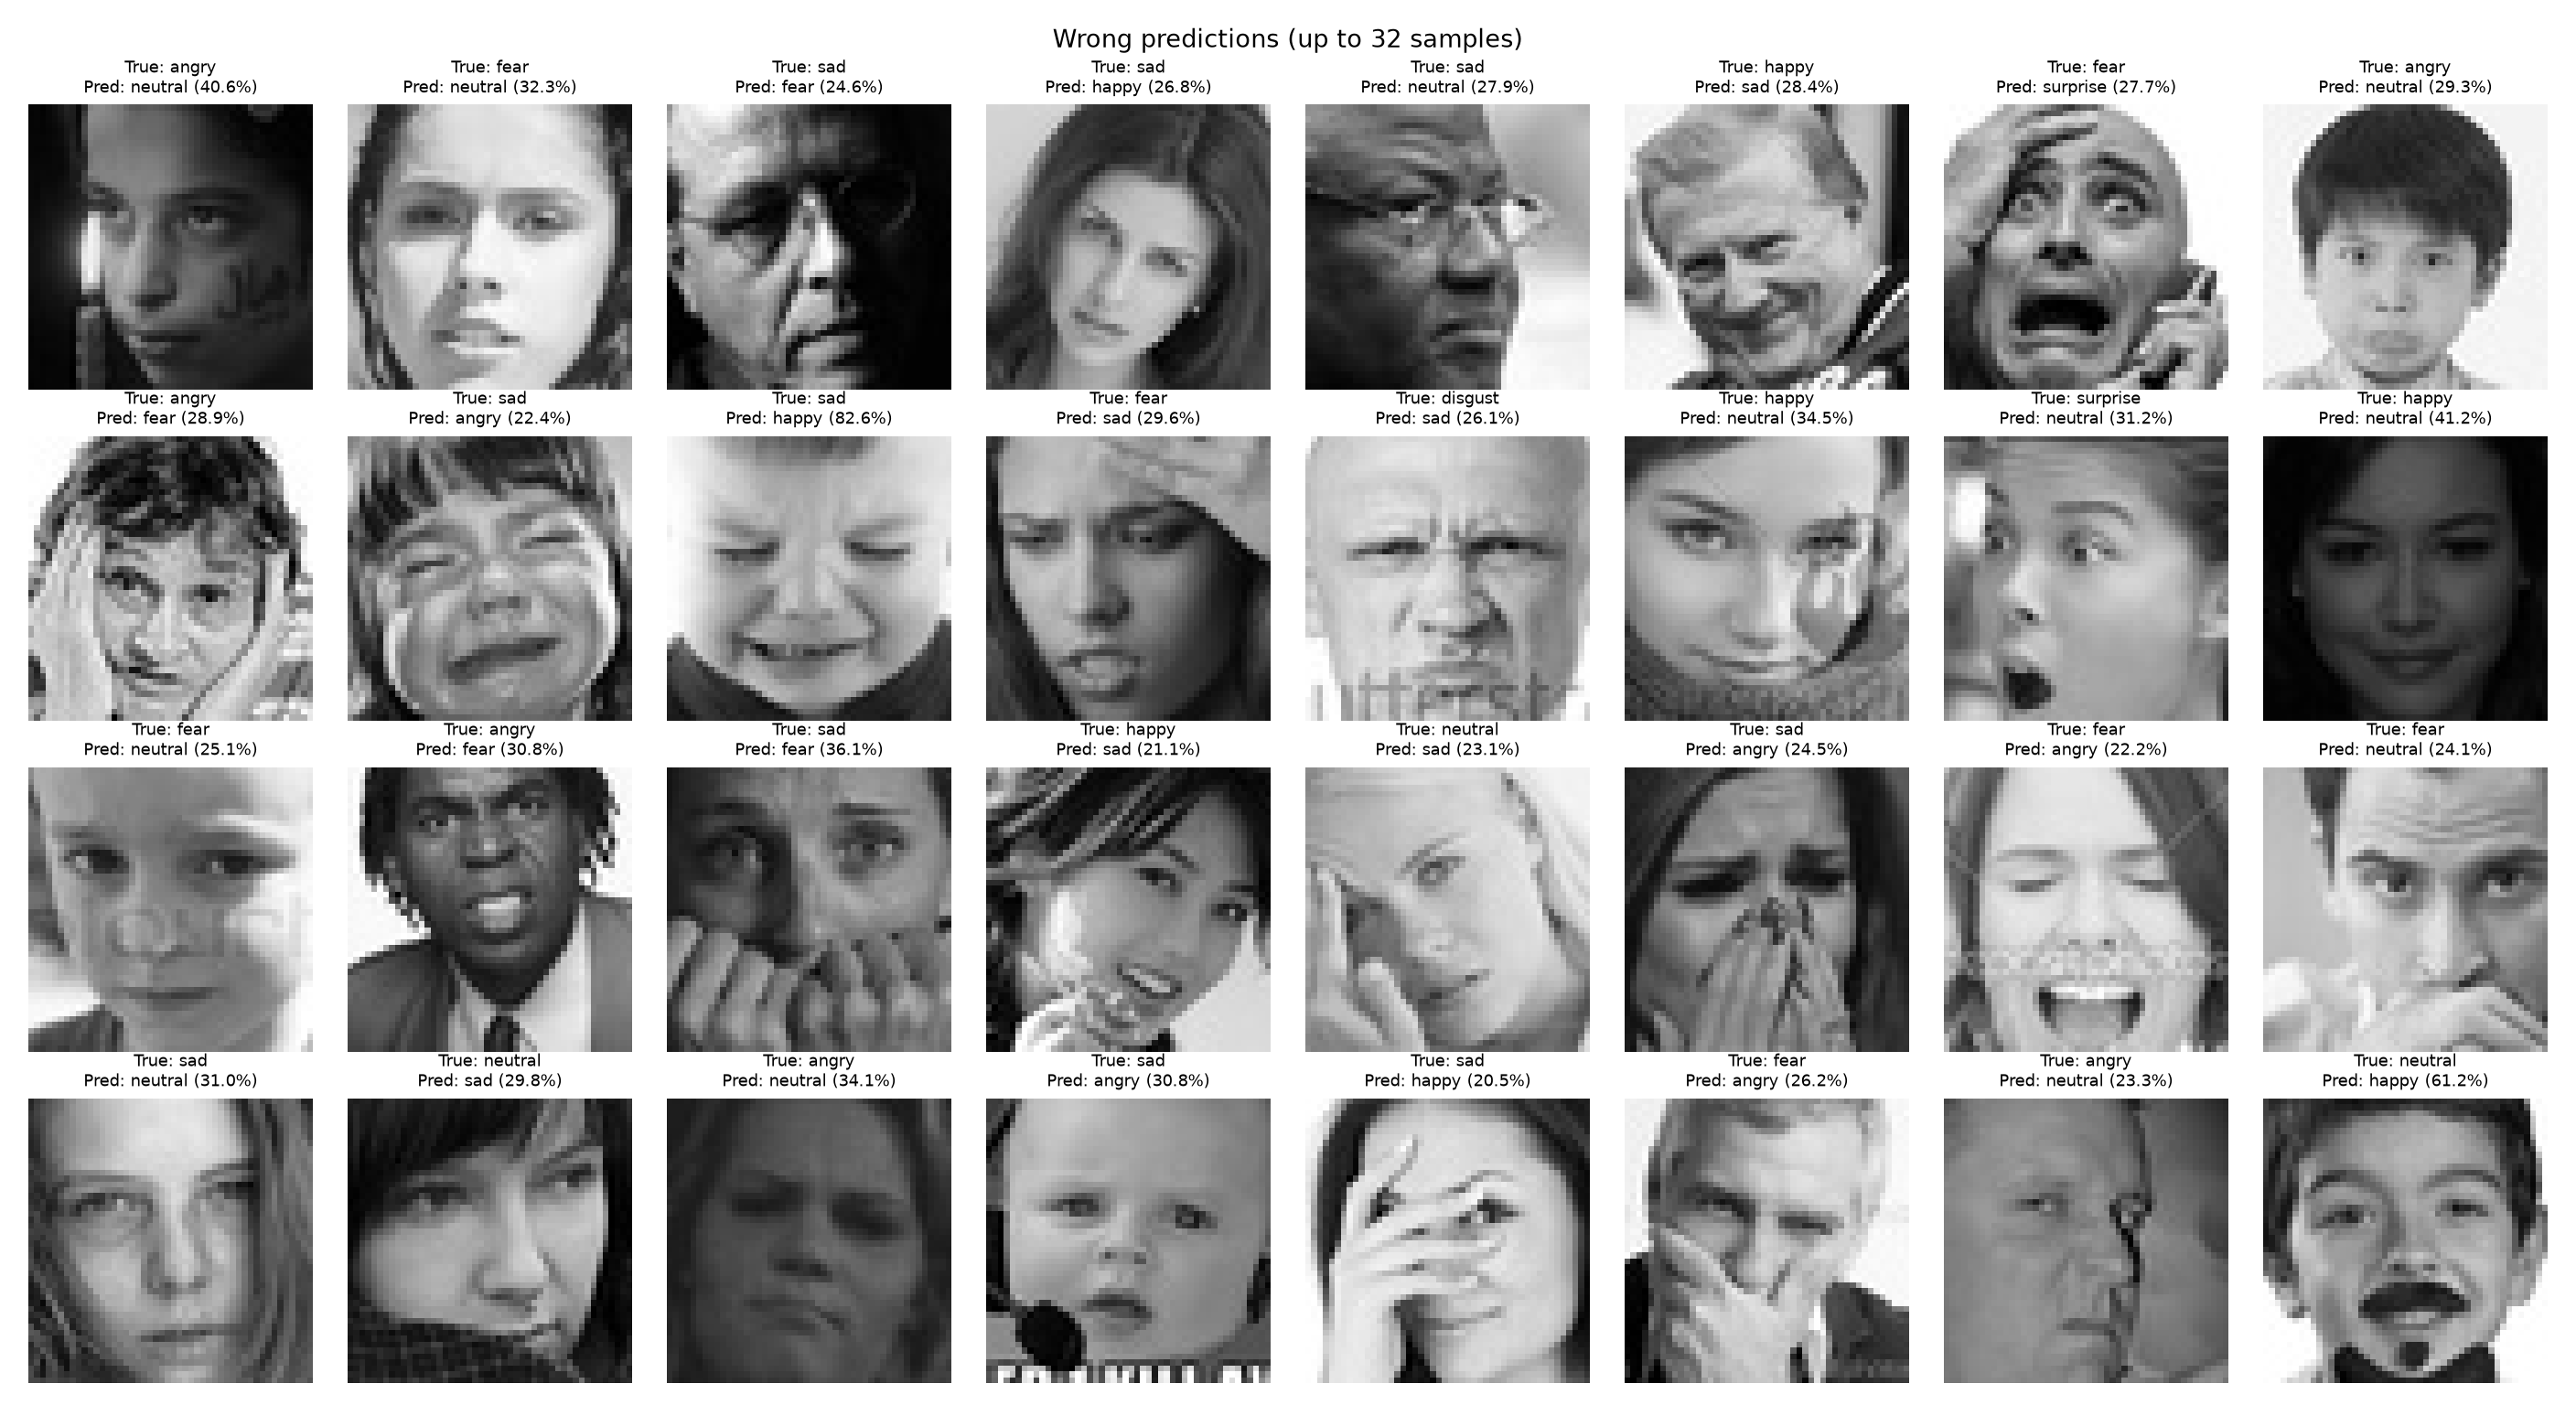 Wrong predictions (up to 32 samples)
True: angry
Pred: neutral (40.6%)
True: fear
Pred: neutral (32.3%)
True: sad
Pred: fear (24.6%)
True: sad
Pred: happy (26.8%)
True: sad
Pred: neutral (27.9%)
True: happy
Pred: sad (28.4%)
True: fear
Pred: surprise (27.7%)
True: angry
Pred: neutral (29.3%)
True: angry
Pred: fear (28.9%)
True: sad
Pred: angry (22.4%)
True: sad
Pred: happy (82.6%)
True: fear
Pred: sad (29.6%)
True: disgust
Pred: sad (26.1%)
True: happy
Pred: neutral (34.5%)
True: surprise
Pred: neutral (31.2%)
True: happy
Pred: neutral (41.2%)
True: fear
Pred: neutral (25.1%)
True: angry
Pred: fear (30.8%)
True: sad
Pred: fear (36.1%)
True: happy
Pred: sad (21.1%)
True: neutral
Pred: sad (23.1%)
True: sad
Pred: angry (24.5%)
True: fear
Pred: angry (22.2%)
True: fear
Pred: neutral (24.1%)
True: sad
Pred: neutral (31.0%)
True: neutral
Pred: sad (29.8%)
True: angry
Pred: neutral (34.1%)
True: sad
Pred: angry (30.8%)
True: sad
Pred: happy (20.5%)
True: fear
Pred: angry (26.2%)
True: angry
Pred: neutral (23.3%)
True: neutral
Pred: happy (61.2%)